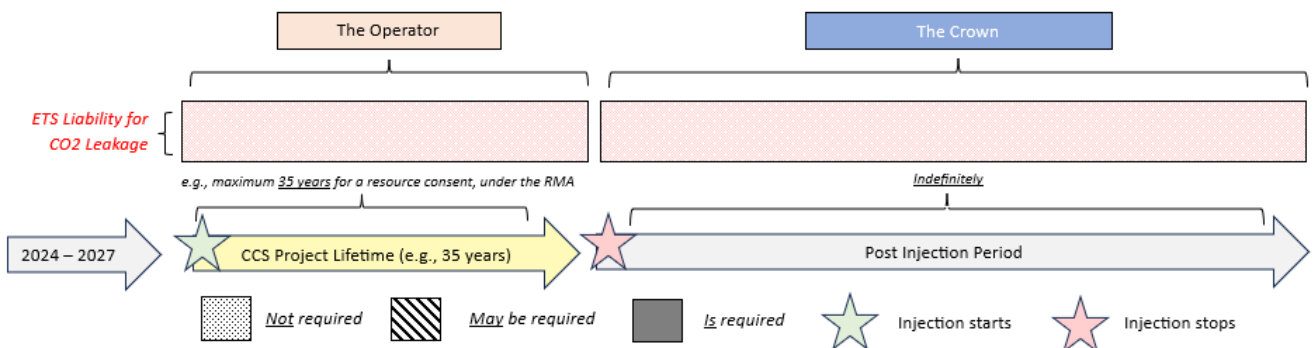 The Operator
The Crown
ETS Liability for
CO2 Leakage
e.g., maximum 35 years for a resource consent, under the RMA
Indefinitely
2024 – 2027
CCS Project Lifetime (e.g., 35 years)
Post Injection Period
Not required
May be required
Is required
Injection starts
Injection stops